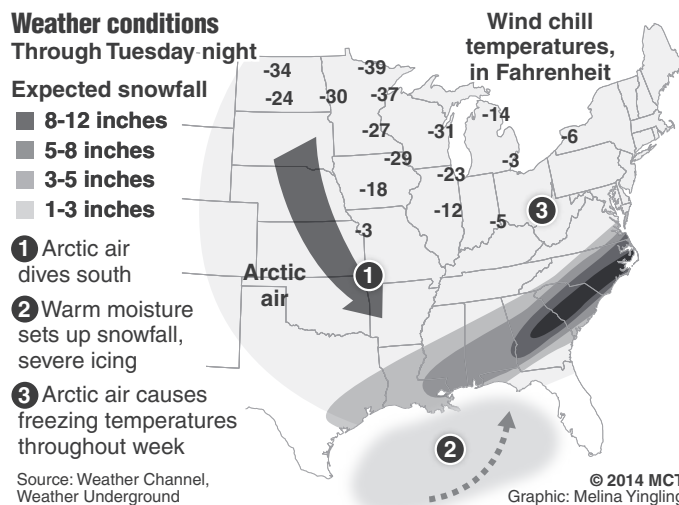 Weather conditions
Through Tuesday night
Expected snowfall
8-12 inches
5-8 inches
3-5 inches
1-3 inches
1 Arctic air
dives south
2 Warm moisture
sets up snowfall,
severe icing
3 Arctic air causes
freezing temperatures
throughout week
Source: Weather Channel,
Weather Underground
Wind chill
temperatures,
in Fahrenheit
-34
-39
-24
-30
-37
-14
-27
-31
-6
-29
-3
-23
-18
-12
-5
3
-3
Arctic
air
1
2
© 2014 MCT
Graphic: Melina Yingling